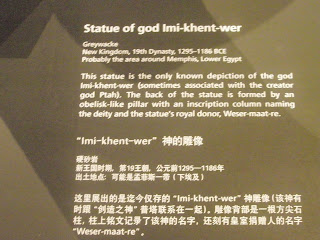 Statue of god Imi-khent-wer
Greywacke
New Kingdom, 19th Dynasty, 1295–1186 BCE
Probably the area around Memphis, Lower Egypt
This statue is the only known depiction of the god
Imi-khent-wer (sometimes associated with the creator
god Ptah). The back of the statue is formed by an
obelisk-like pillar with an inscription column naming
the deity and the statue's royal donor, Weser-maat-re.
“Imi-khent-wer” 神的雕像
硬砂岩
新王国时期，第19王朝，公元前1295—1186年
出土地点：可能是孟菲斯一带（下埃及）
这里展出的是迄今仅存的“Imi-khent-wer”神雕像（该神有
时跟“创造之神”普塔联系在一起）。雕像背部是一根方尖石
柱，柱上铭文记录了该神的名字，还刻有皇室捐赠人的名字
“Weser-maat-re”。